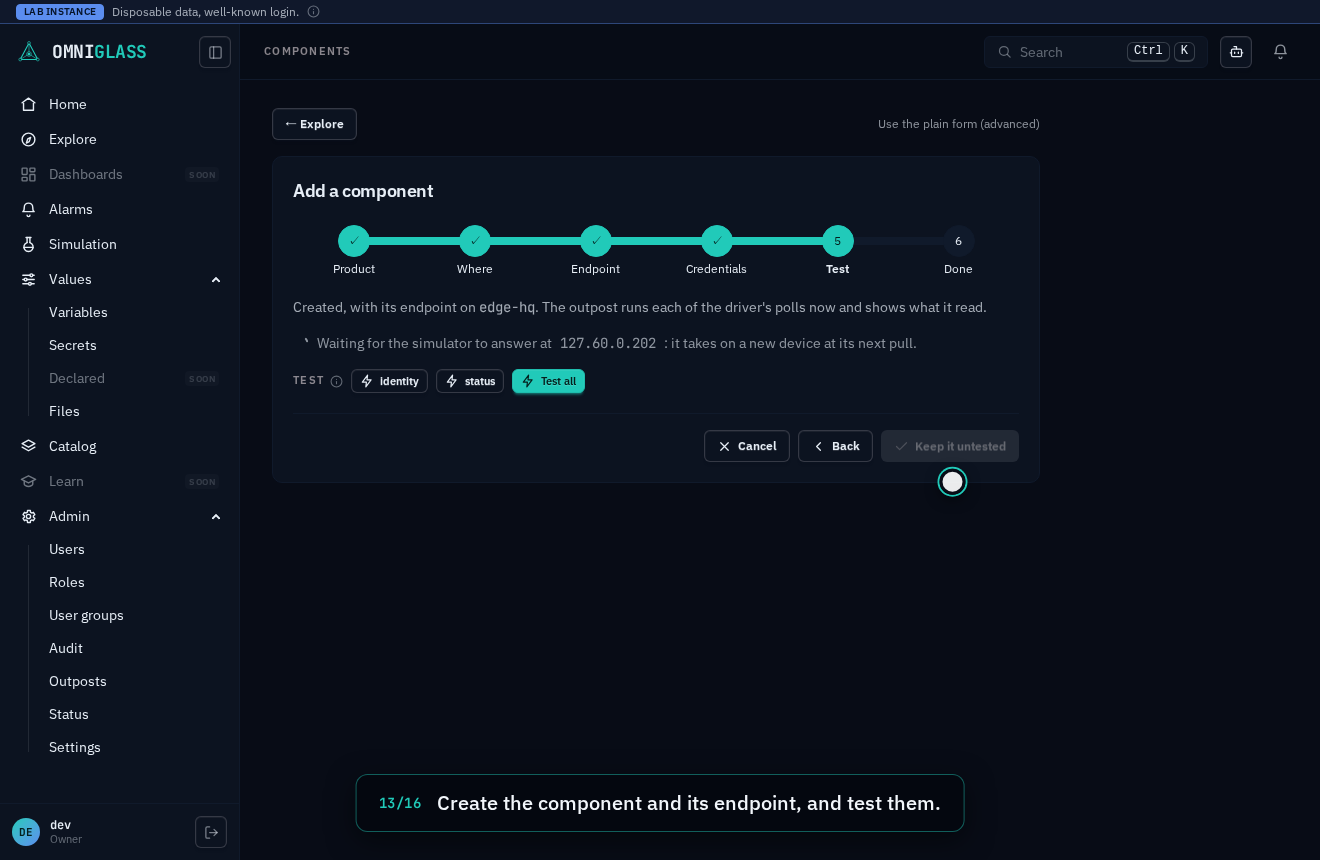 LAB INSTANCE Disposable data, well-known login.
OMNIGLASS
COMPONENTS
Search Ctrl K
Home
Explore
Dashboards SOON
Alarms
Simulation
Values
Variables
Secrets
Declared SOON
Files
Catalog
Learn SOON
Admin
Users
Roles
User groups
Audit
Outposts
Status
Settings
DE dev
Owner
← Explore
Use the plain form (advanced)
Add a component
✓ ✓ ✓ ✓ 5 6
Product Where Endpoint Credentials Test Done
Created, with its endpoint on edge-hq. The outpost runs each of the driver's polls now and shows what it read.
Waiting for the simulator to answer at 127.60.0.202 : it takes on a new device at its next pull.
TEST identity status Test all
Cancel Back Keep it untested
13/16 Create the component and its endpoint, and test them.